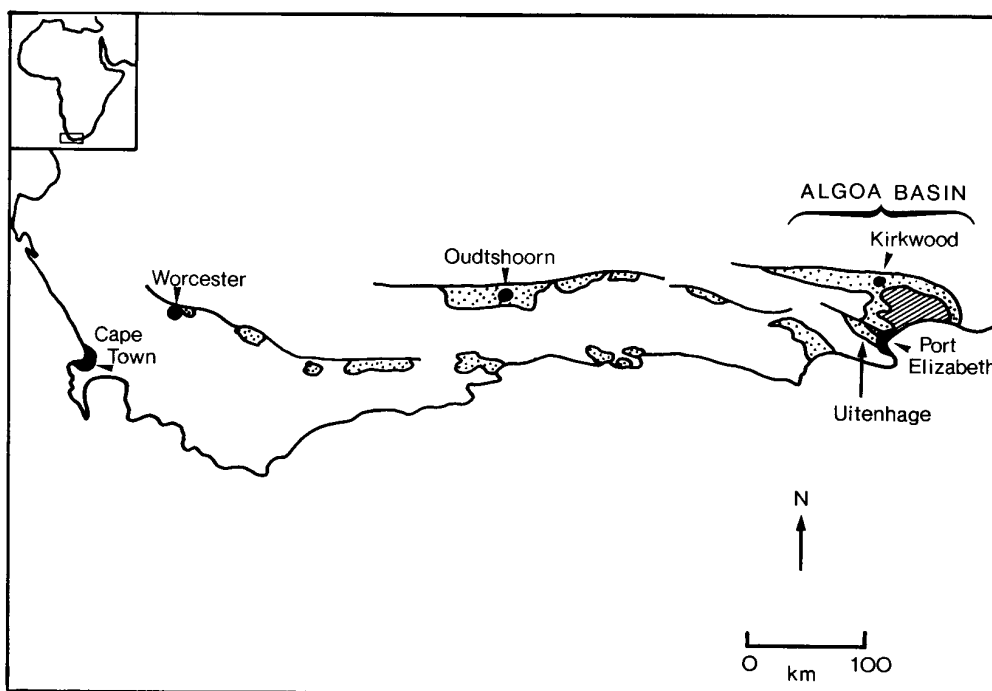 ALGOA BASIN
Kirkwood
Oudtshoorn
Worcester
Cape
Town
Port
Elizabeth
Uitenhage
N
0 100
km